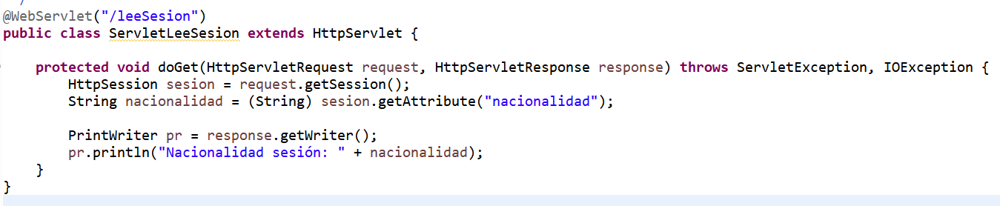 @WebServlet("/leeSesion")
public class ServletLeeSesion extends HttpServlet {
protected void doGet(HttpServletRequest request, HttpServletResponse response) throws ServletException, IOException {
HttpSession sesion = request.getSession();
String nacionalidad = (String) sesion.getAttribute("nacionalidad");
PrintWriter pr = response.getWriter();
pr.println("Nacionalidad sesión: " + nacionalidad);
}
}